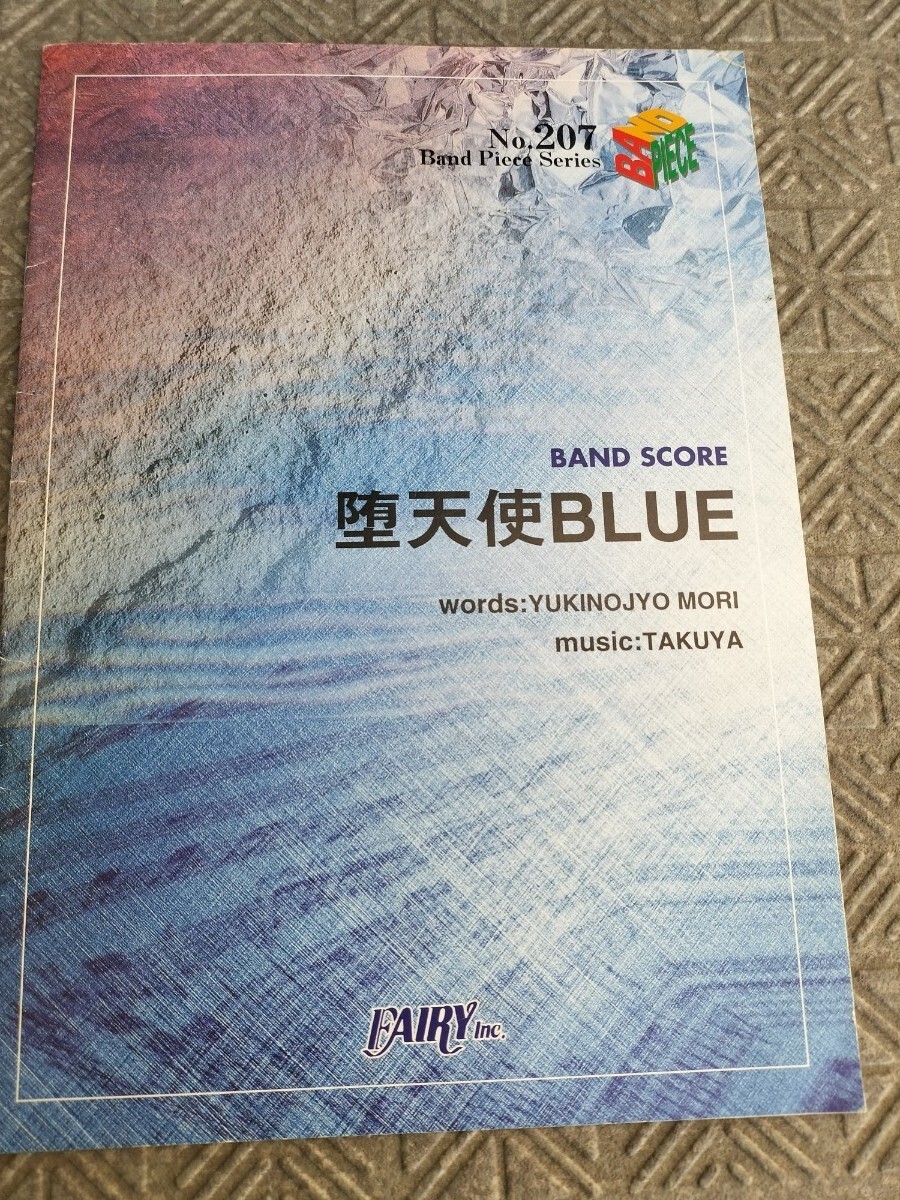 No.207
Band Piece Series
BAND PIECE
BAND SCORE
堕天使BLUE
words:YUKINOJYO MORI
music:TAKUYA
FAIRY Inc.